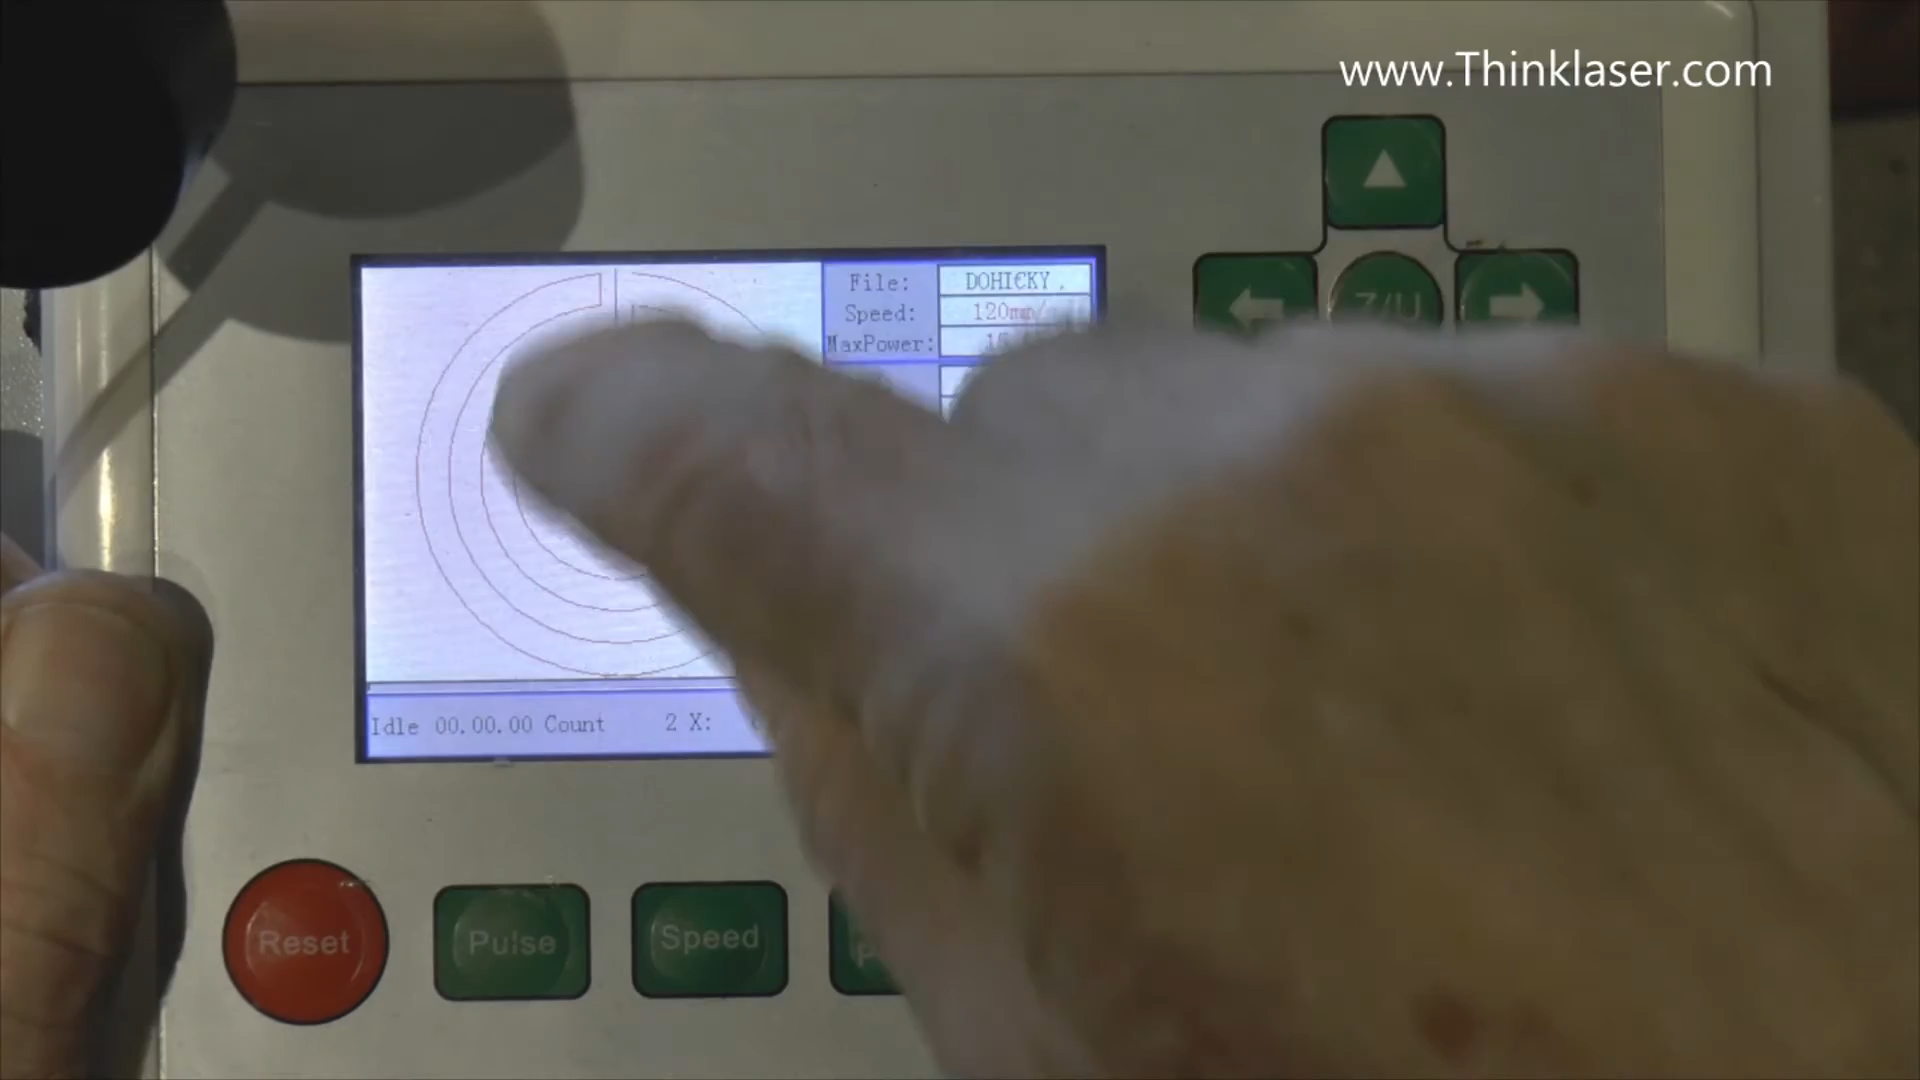 www.Thinklaser.com
File: DOHICKY.
Speed: 120mm/
MaxPower:
Z/U
Idle 00.00.00 Count 2 X:
Reset Pulse Speed